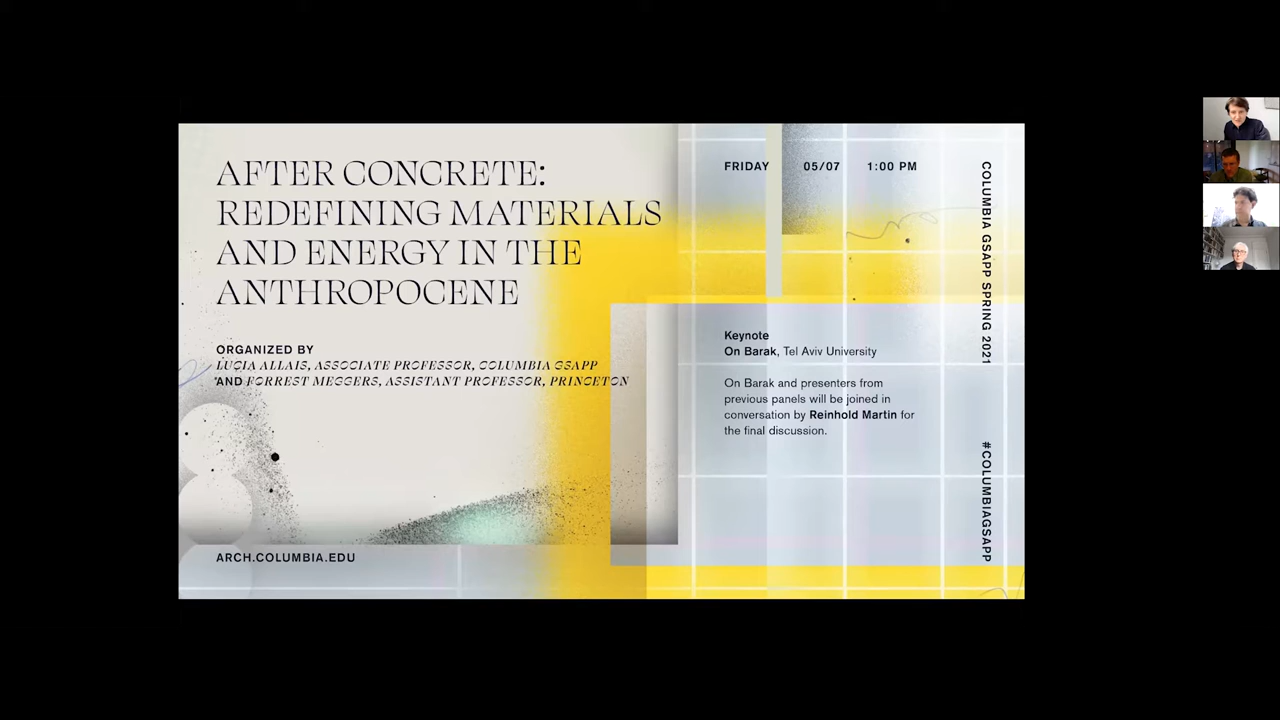 AFTER CONCRETE:
REDEFINING MATERIALS
AND ENERGY IN THE
ANTHROPOCENE
ORGANIZED BY
LUCIA ALLAIS, ASSOCIATE PROFESSOR, COLUMBIA GSAPP
AND FORREST MEGGERS, ASSISTANT PROFESSOR, PRINCETON
ARCH.COLUMBIA.EDU
FRIDAY 05/07 1:00 PM
Keynote
On Barak, Tel Aviv University
On Barak and presenters from
previous panels will be joined in
conversation by Reinhold Martin for
the final discussion.
COLUMBIA GSAPP SPRING 2021
#COLUMBIAGSAPP